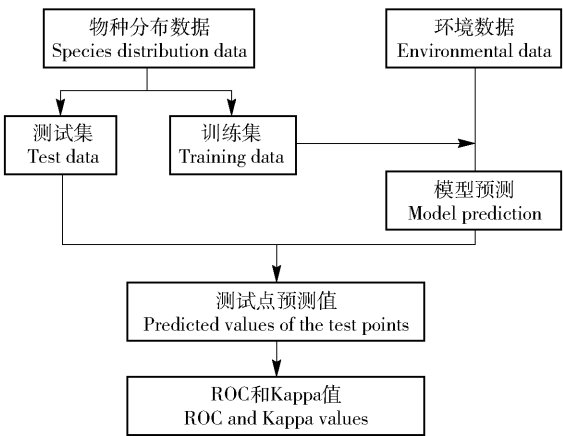 物种分布数据
Species distribution data
环境数据
Environmental data
测试集
Test data
训练集
Training data
模型预测
Model prediction
测试点预测值
Predicted values of the test points
ROC和Kappa值
ROC and Kappa values